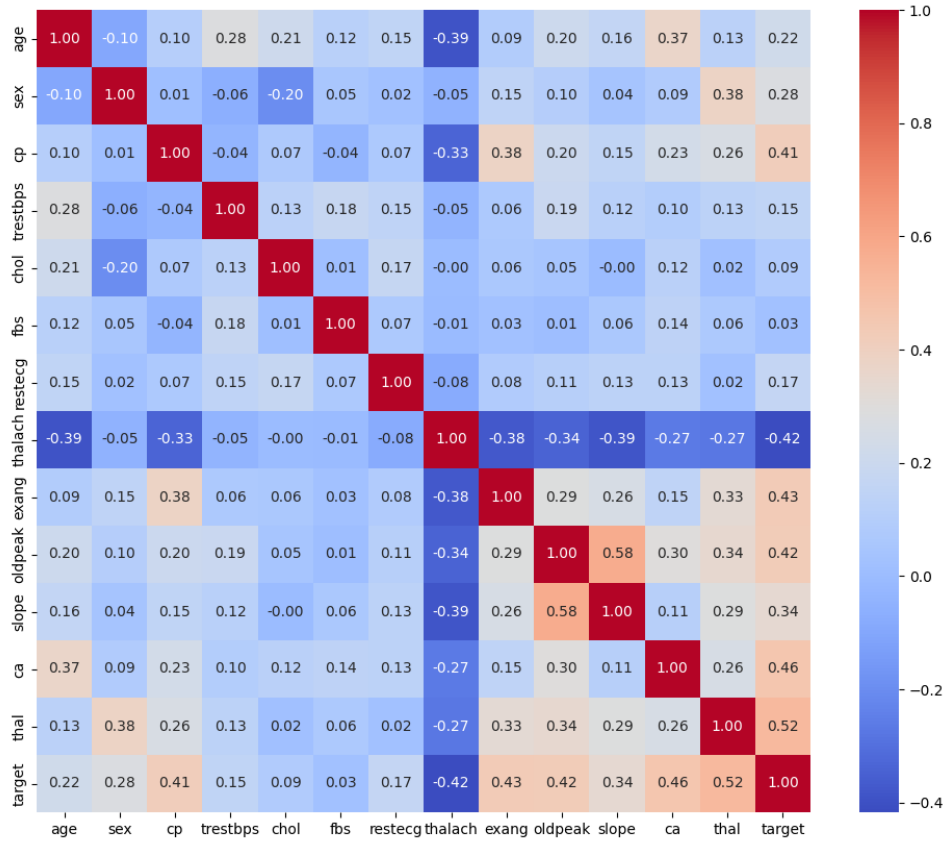 age 1.00 -0.10 0.10 0.28 0.21 0.12 0.15 -0.39 0.09 0.20 0.16 0.37 0.13 0.22
sex -0.10 1.00 0.01 -0.06 -0.20 0.05 0.02 -0.05 0.15 0.10 0.04 0.09 0.38 0.28
cp 0.10 0.01 1.00 -0.04 0.07 -0.04 0.07 -0.33 0.38 0.20 0.15 0.23 0.26 0.41
trestbps 0.28 -0.06 -0.04 1.00 0.13 0.18 0.15 -0.05 0.06 0.19 0.12 0.10 0.13 0.15
chol 0.21 -0.20 0.07 0.13 1.00 0.01 0.17 -0.00 0.06 0.05 -0.00 0.12 0.02 0.09
fbs 0.12 0.05 -0.04 0.18 0.01 1.00 0.07 -0.01 0.03 0.01 0.06 0.14 0.06 0.03
restecg 0.15 0.02 0.07 0.15 0.17 0.07 1.00 -0.08 0.08 0.11 0.13 0.13 0.02 0.17
thalach -0.39 -0.05 -0.33 -0.05 -0.00 -0.01 -0.08 1.00 -0.38 -0.34 -0.39 -0.27 -0.27 -0.42
exang 0.09 0.15 0.38 0.06 0.06 0.03 0.08 -0.38 1.00 0.29 0.26 0.15 0.33 0.43
oldpeak 0.20 0.10 0.20 0.19 0.05 0.01 0.11 -0.34 0.29 1.00 0.58 0.30 0.34 0.42
slope 0.16 0.04 0.15 0.12 -0.00 0.06 0.13 -0.39 0.26 0.58 1.00 0.11 0.29 0.34
ca 0.37 0.09 0.23 0.10 0.12 0.14 0.13 -0.27 0.15 0.30 0.11 1.00 0.26 0.46
thal 0.13 0.38 0.26 0.13 0.02 0.06 0.02 -0.27 0.33 0.34 0.29 0.26 1.00 0.52
target 0.22 0.28 0.41 0.15 0.09 0.03 0.17 -0.42 0.43 0.42 0.34 0.46 0.52 1.00
age sex cp trestbps chol fbs restecg thalach exang oldpeak slope ca thal target
1.0
0.8
0.6
0.4
0.2
0.0
−0.2
−0.4